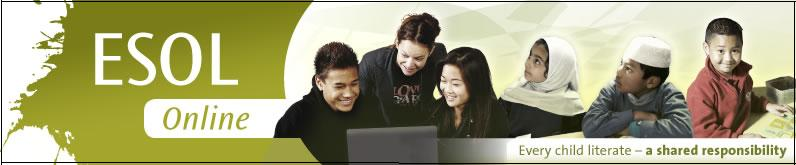 ESOL
Online
Every child literate – a shared responsibility